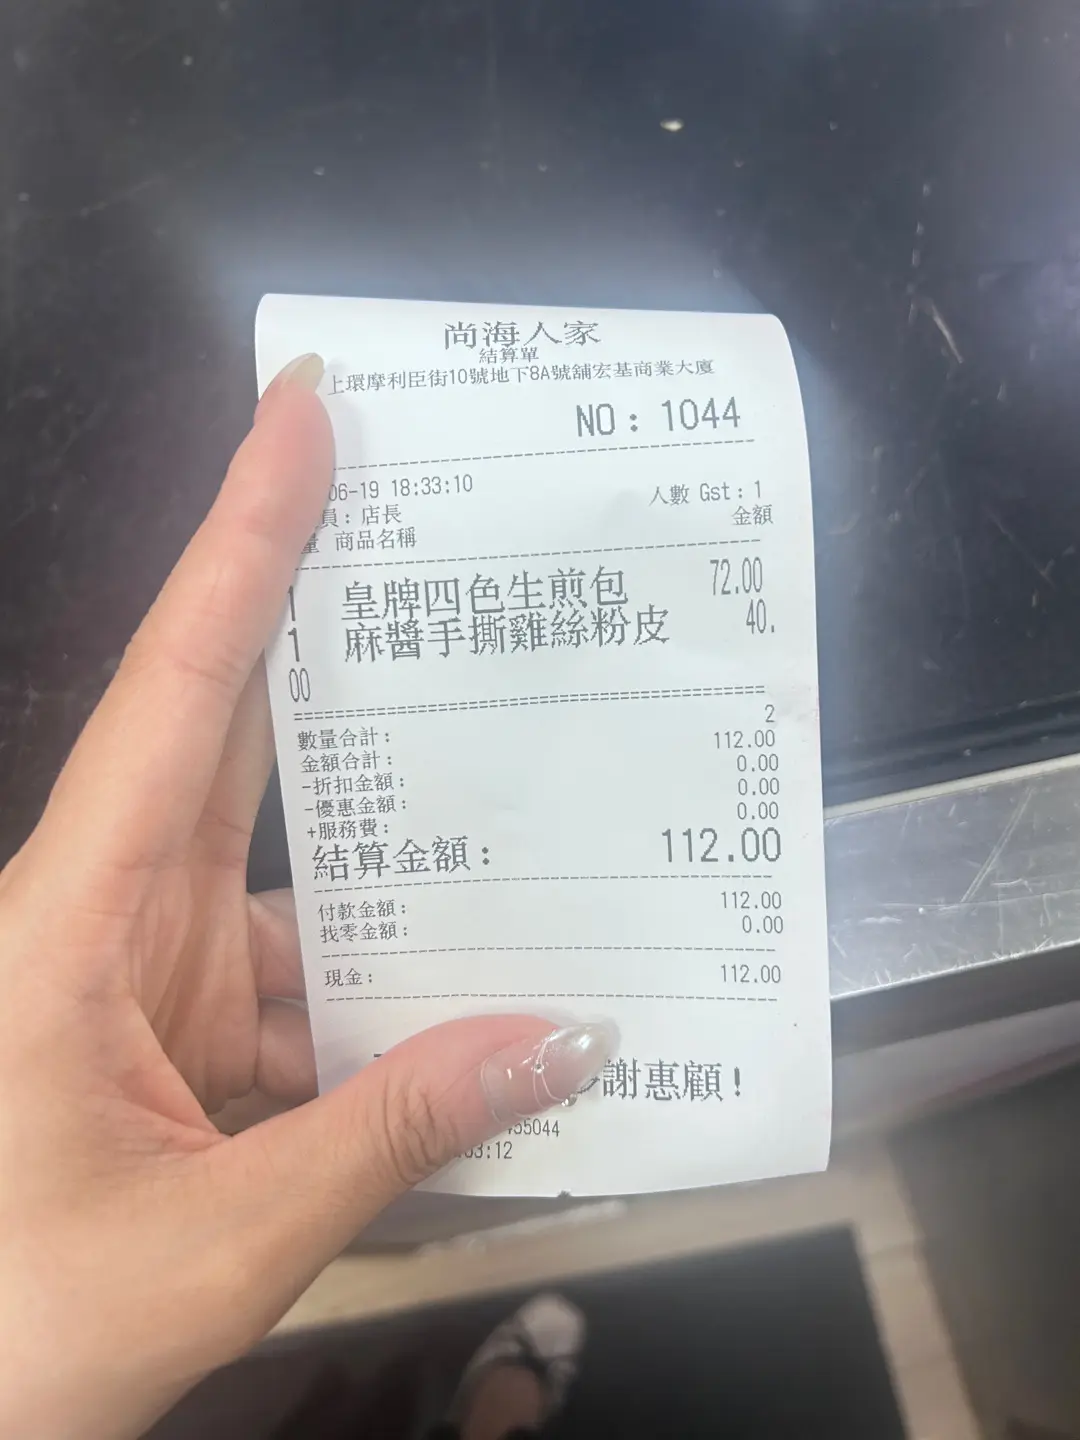 尚海人家
結算單
上環摩利臣街10號地下8A號舖宏基商業大廈
NO: 1044
06-19 18:33:10
人數 Gst: 1
員: 店長
金額
量 商品名稱
1 皇牌四色生煎包 72.00
1 麻醬手撕雞絲粉皮 40.
00
數量合計: 2
金額合計: 112.00
-折扣金額: 0.00
-優惠金額: 0.00
+服務費: 0.00
結算金額: 112.00
付款金額: 112.00
找零金額: 0.00
現金: 112.00
謝惠顧!
455044
03:12